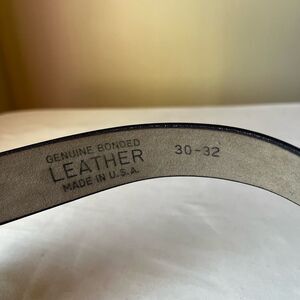 GENUINE BONDED
LEATHER
MADE IN U.S.A.
30-32